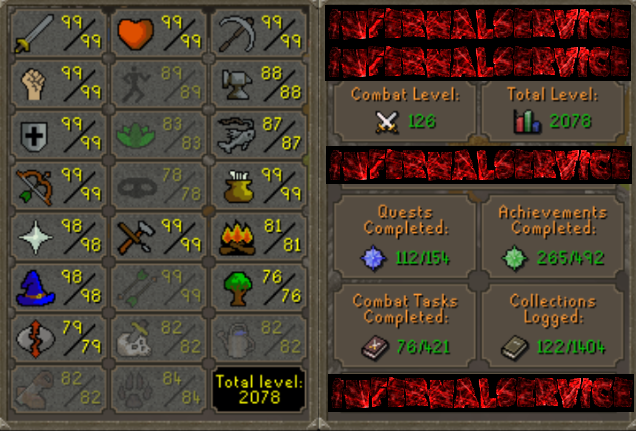 99/99 99/99 99/99
99/99 89/89 88/88
99/99 83/83 87/87
99/99 78/78 99/99
98/98 99/99 81/81
98/98 99/99 76/76
79/79 82/82 82/82
82/82 84/84 Total level:
2078
INFERNALSERVICE
INFERNALSERVICE
Combat Level:
126
Total Level:
2078
INFERNALSERVICE
Quests
Completed:
112/154
Achievements
Completed:
265/492
Combat Tasks
Completed:
76/421
Collections
Logged:
122/1404
INFERNALSERVICE